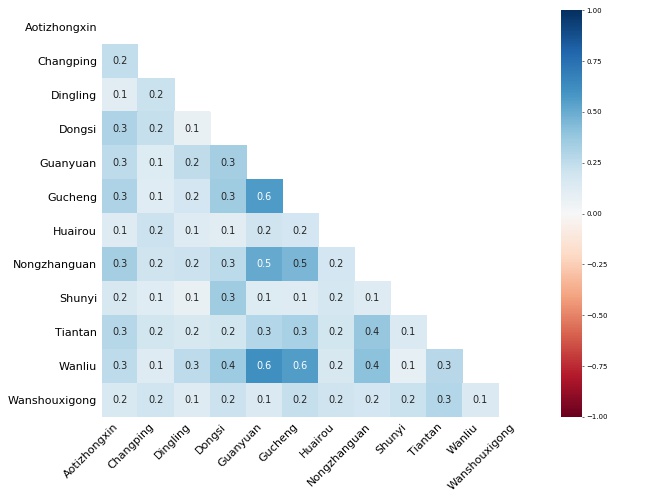 Aotizhongxin
Changping 0.2
Dingling 0.1 0.2
Dongsi 0.3 0.2 0.1
Guanyuan 0.3 0.1 0.2 0.3
Gucheng 0.3 0.1 0.2 0.3 0.6
Huairou 0.1 0.2 0.1 0.1 0.2 0.2
Nongzhanguan 0.3 0.2 0.2 0.3 0.5 0.5 0.2
Shunyi 0.2 0.1 0.1 0.3 0.1 0.1 0.2 0.1
Tiantan 0.3 0.2 0.2 0.2 0.3 0.3 0.2 0.4 0.1
Wanliu 0.3 0.1 0.3 0.4 0.6 0.6 0.2 0.4 0.1 0.3
Wanshouxigong 0.2 0.2 0.1 0.2 0.1 0.2 0.2 0.2 0.2 0.3 0.1
Aotizhongxin
Changping
Dingling
Dongsi
Guanyuan
Gucheng
Huairou
Nongzhanguan
Shunyi
Tiantan
Wanliu
Wanshouxigong
1.00
0.75
0.50
0.25
0.00
−0.25
−0.50
−0.75
−1.00